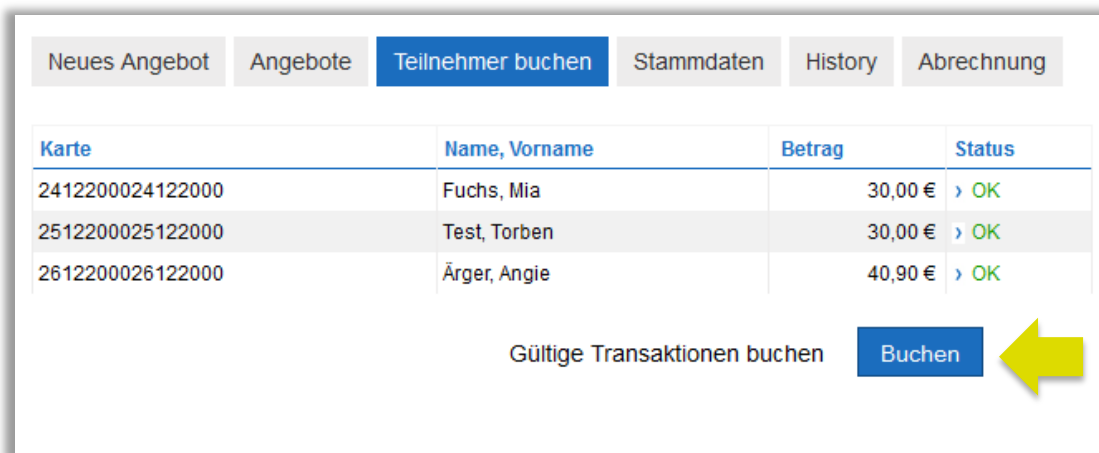 Neues Angebot Angebote Teilnehmer buchen Stammdaten History Abrechnung
Karte Name, Vorname Betrag Status
2412200024122000 Fuchs, Mia 30,00 € › OK
2512200025122000 Test, Torben 30,00 € › OK
2612200026122000 Ärger, Angie 40,90 € › OK
Gültige Transaktionen buchen Buchen